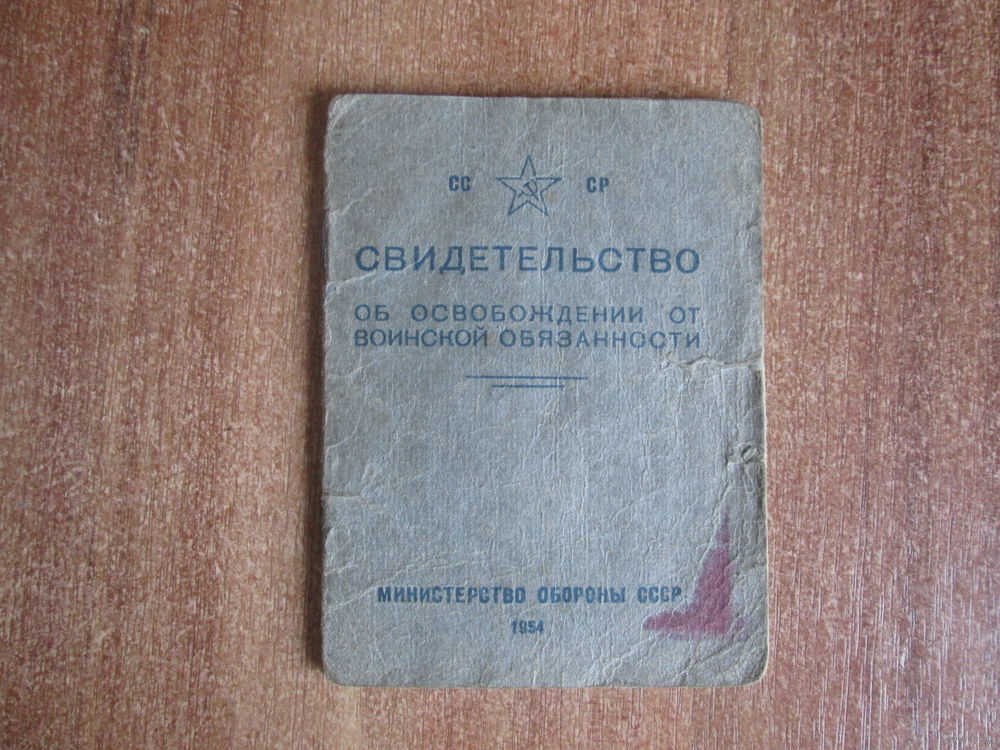 СС СР
СВИДЕТЕЛЬСТВО
ОБ ОСВОБОЖДЕНИИ ОТ
ВОИНСКОЙ ОБЯЗАННОСТИ
МИНИСТЕРСТВО ОБОРОНЫ СССР
1954